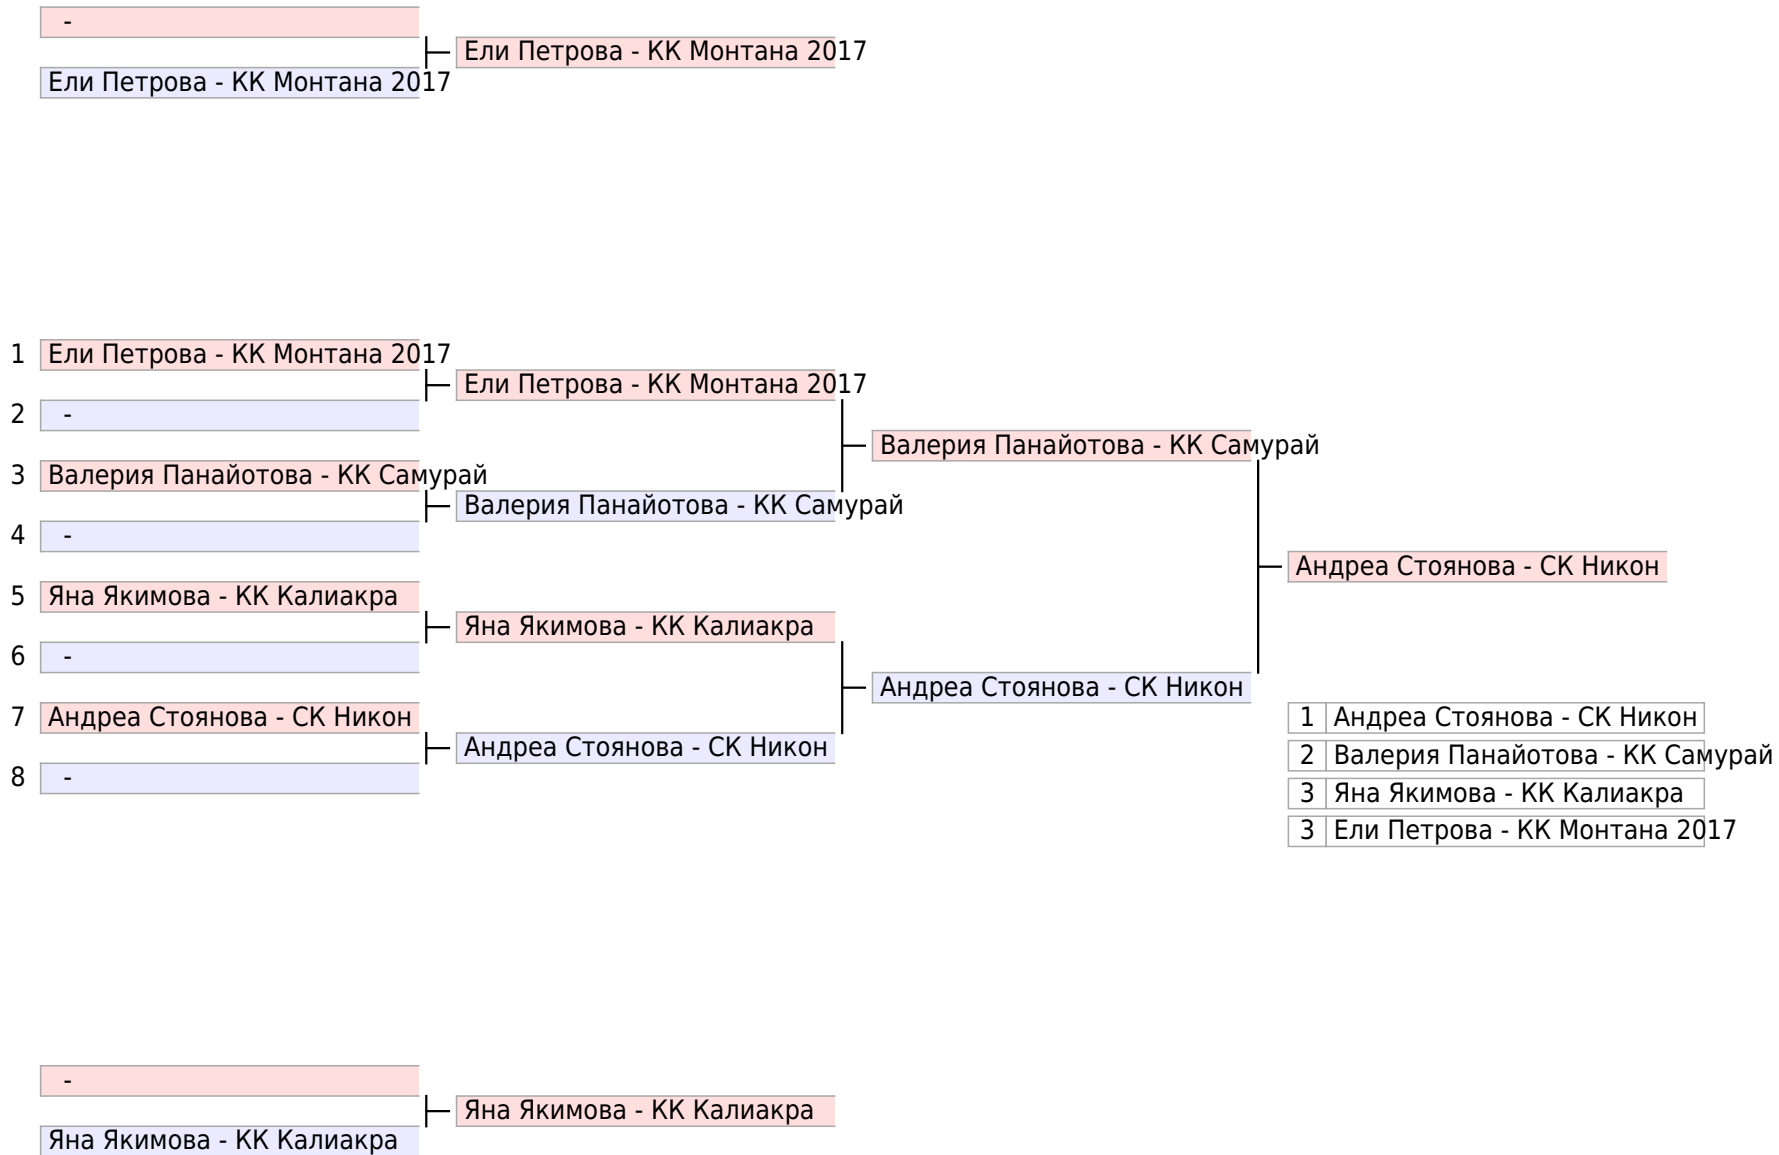 -
Ели Петрова - КК Монтана 2017
Ели Петрова - КК Монтана 2017
1 Ели Петрова - КК Монтана 2017
Ели Петрова - КК Монтана 2017
2 -
Валерия Панайотова - КК Самурай
3 Валерия Панайотова - КК Самурай
Валерия Панайотова - КК Самурай
4 -
Андреа Стоянова - СК Никон
5 Яна Якимова - КК Калиакра
Яна Якимова - КК Калиакра
6 -
Андреа Стоянова - СК Никон
7 Андреа Стоянова - СК Никон
1 Андреа Стоянова - СК Никон
Андреа Стоянова - СК Никон
2 Валерия Панайотова - КК Самурай
8 -
3 Яна Якимова - КК Калиакра
3 Ели Петрова - КК Монтана 2017
-
Яна Якимова - КК Калиакра
Яна Якимова - КК Калиакра